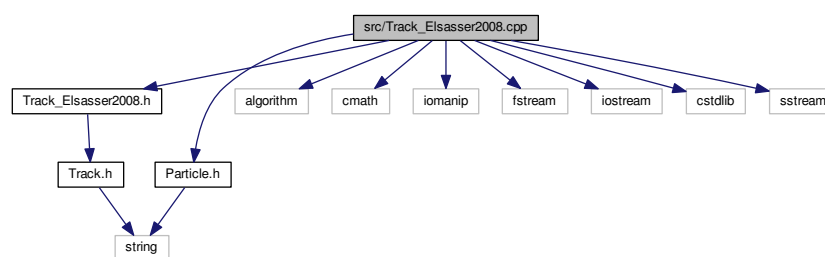 src/Track_Elsasser2008.cpp
Track_Elsasser2008.h
algorithm
cmath
iomanip
fstream
iostream
cstdlib
sstream
Track.h
Particle.h
string